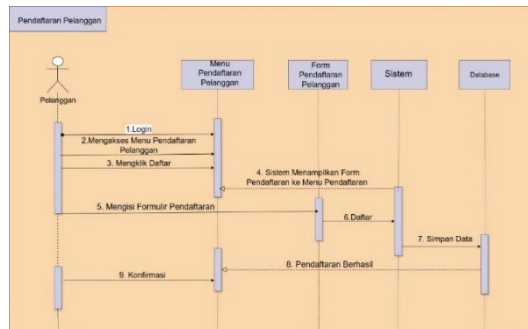 Pendaftaran Pelanggan
Menu
Pendaftaran
Pelanggan
Form
Pendaftaran
Pelanggan
Sistem
Database
Pelanggan
1.Login
2.Mengakses Menu Pendaftaran
Pelanggan
3. Mengklik Daftar
4. Sistem Menampilkan Form
Pendaftaran ke Menu Pendaftaran
5. Mengisi Formulir Pendaftaran
6.Daftar
7. Simpan Data
8. Pendaftaran Berhasil
9. Konfirmasi